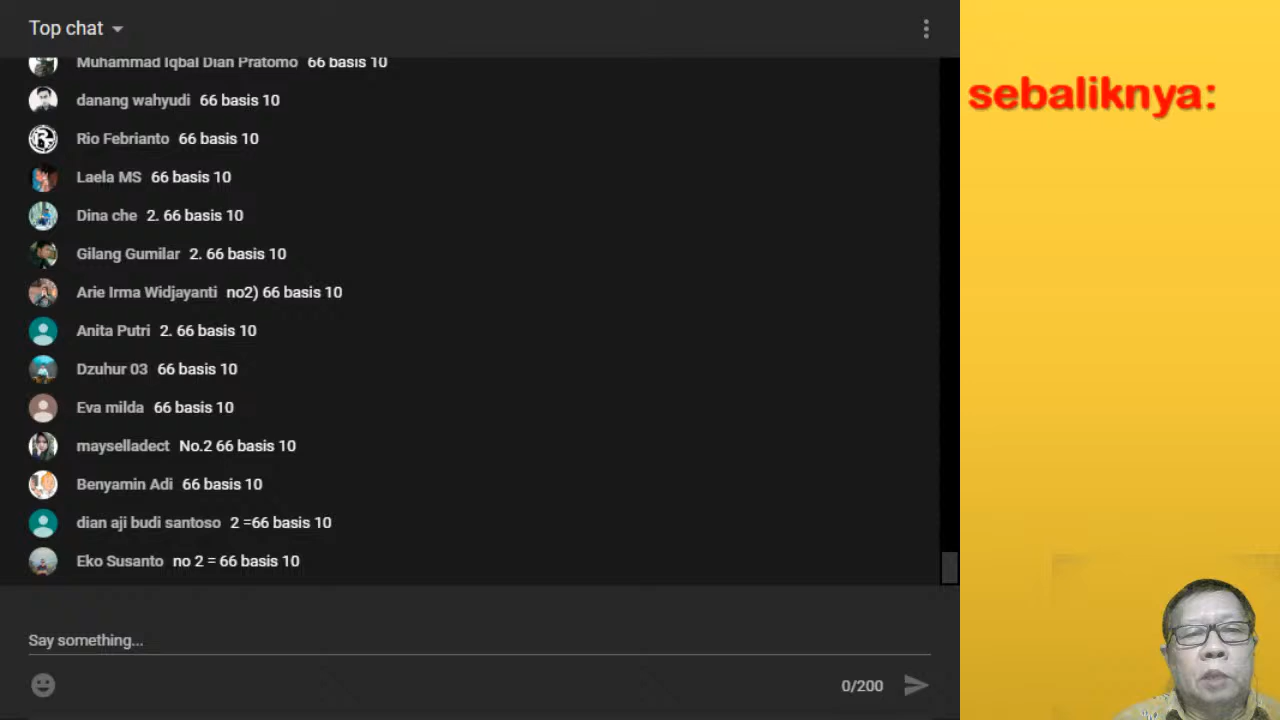 Top chat
Muhammad Iqbal Dian Pratomo 66 basis 10
danang wahyudi 66 basis 10
Rio Febrianto 66 basis 10
Laela MS 66 basis 10
Dina che 2. 66 basis 10
Gilang Gumilar 2. 66 basis 10
Arie Irma Widjayanti no2) 66 basis 10
Anita Putri 2. 66 basis 10
Dzuhur 03 66 basis 10
Eva milda 66 basis 10
mayselladect No.2 66 basis 10
Benyamin Adi 66 basis 10
dian aji budi santoso 2 =66 basis 10
Eko Susanto no 2 = 66 basis 10
Say something...
0/200
sebaliknya: